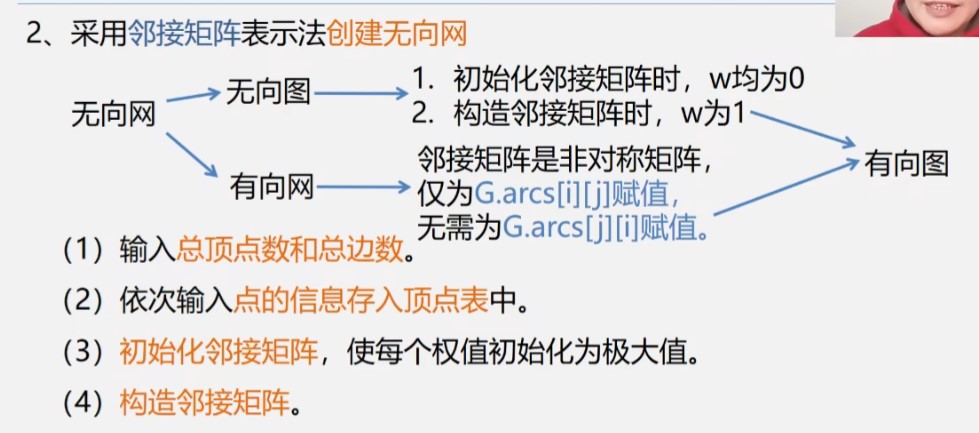 2、采用邻接矩阵表示法创建无向网
无向网
无向图
1. 初始化邻接矩阵时，w均为0
2. 构造邻接矩阵时，w为1
有向网
邻接矩阵是非对称矩阵，
仅为G.arcs[i][j]赋值，
无需为G.arcs[j][i]赋值。
有向图
（1）输入总顶点数和总边数。
（2）依次输入点的信息存入顶点表中。
（3）初始化邻接矩阵，使每个权值初始化为极大值。
（4）构造邻接矩阵。